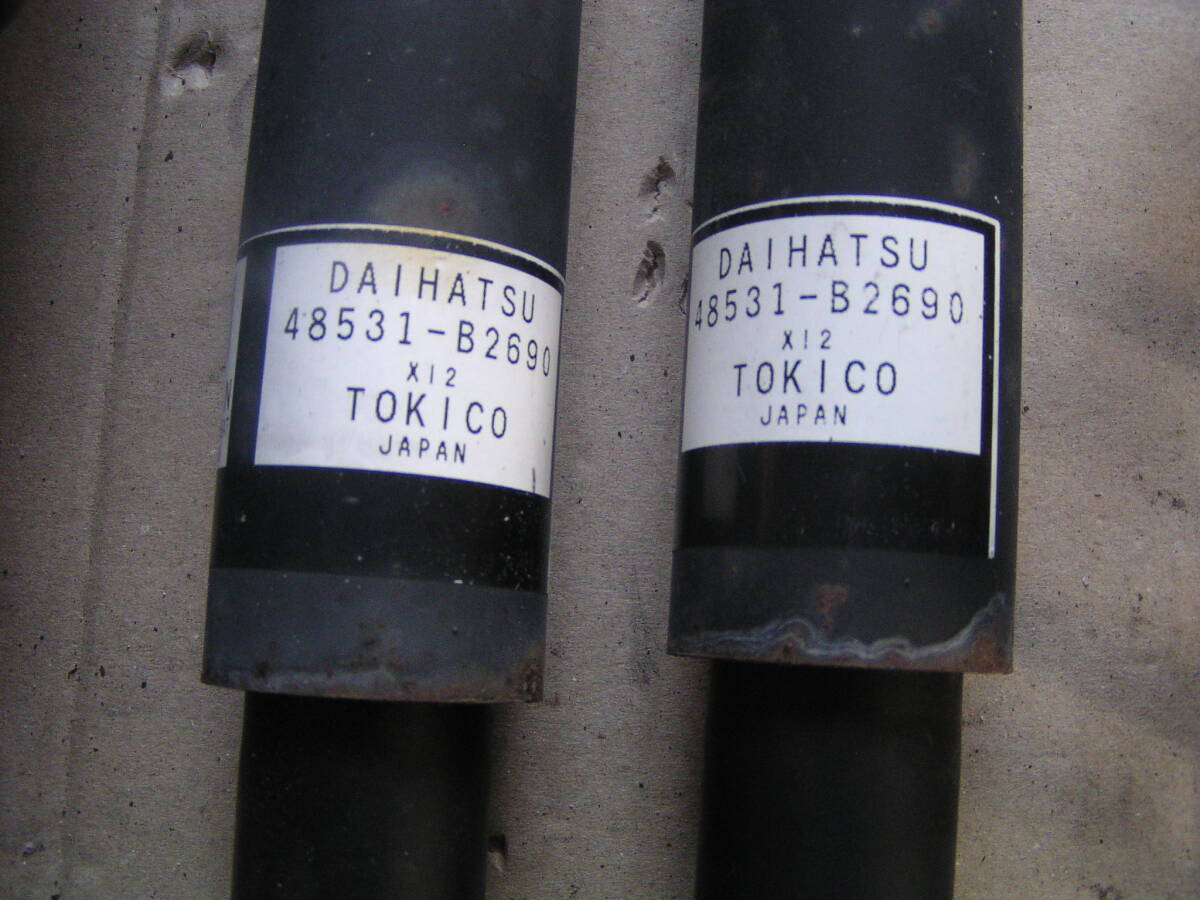 DAIHATSU
48531-B2690
X12
TOKICO
JAPAN
DAIHATSU
48531-B2690
X12
TOKICO
JAPAN